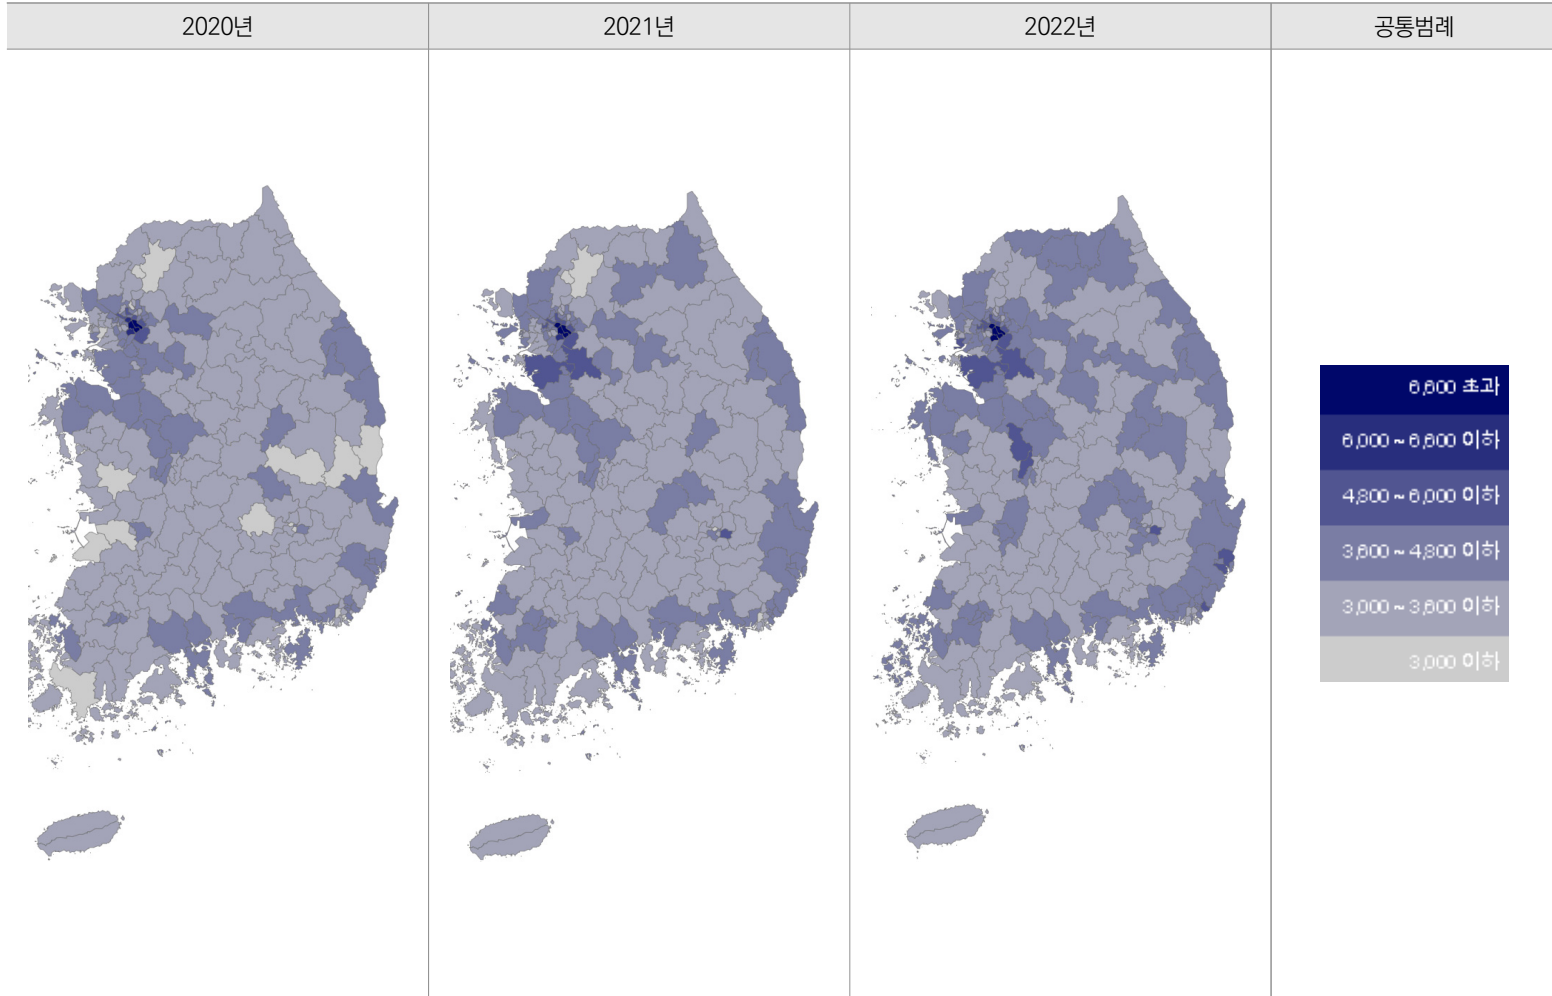 2020년
2021년
2022년
공통범례
6,600 초과
6,000 ~ 6,600 이하
4,800 ~ 6,000 이하
3,600 ~ 4,800 이하
3,000 ~ 3,600 이하
3,000 이하